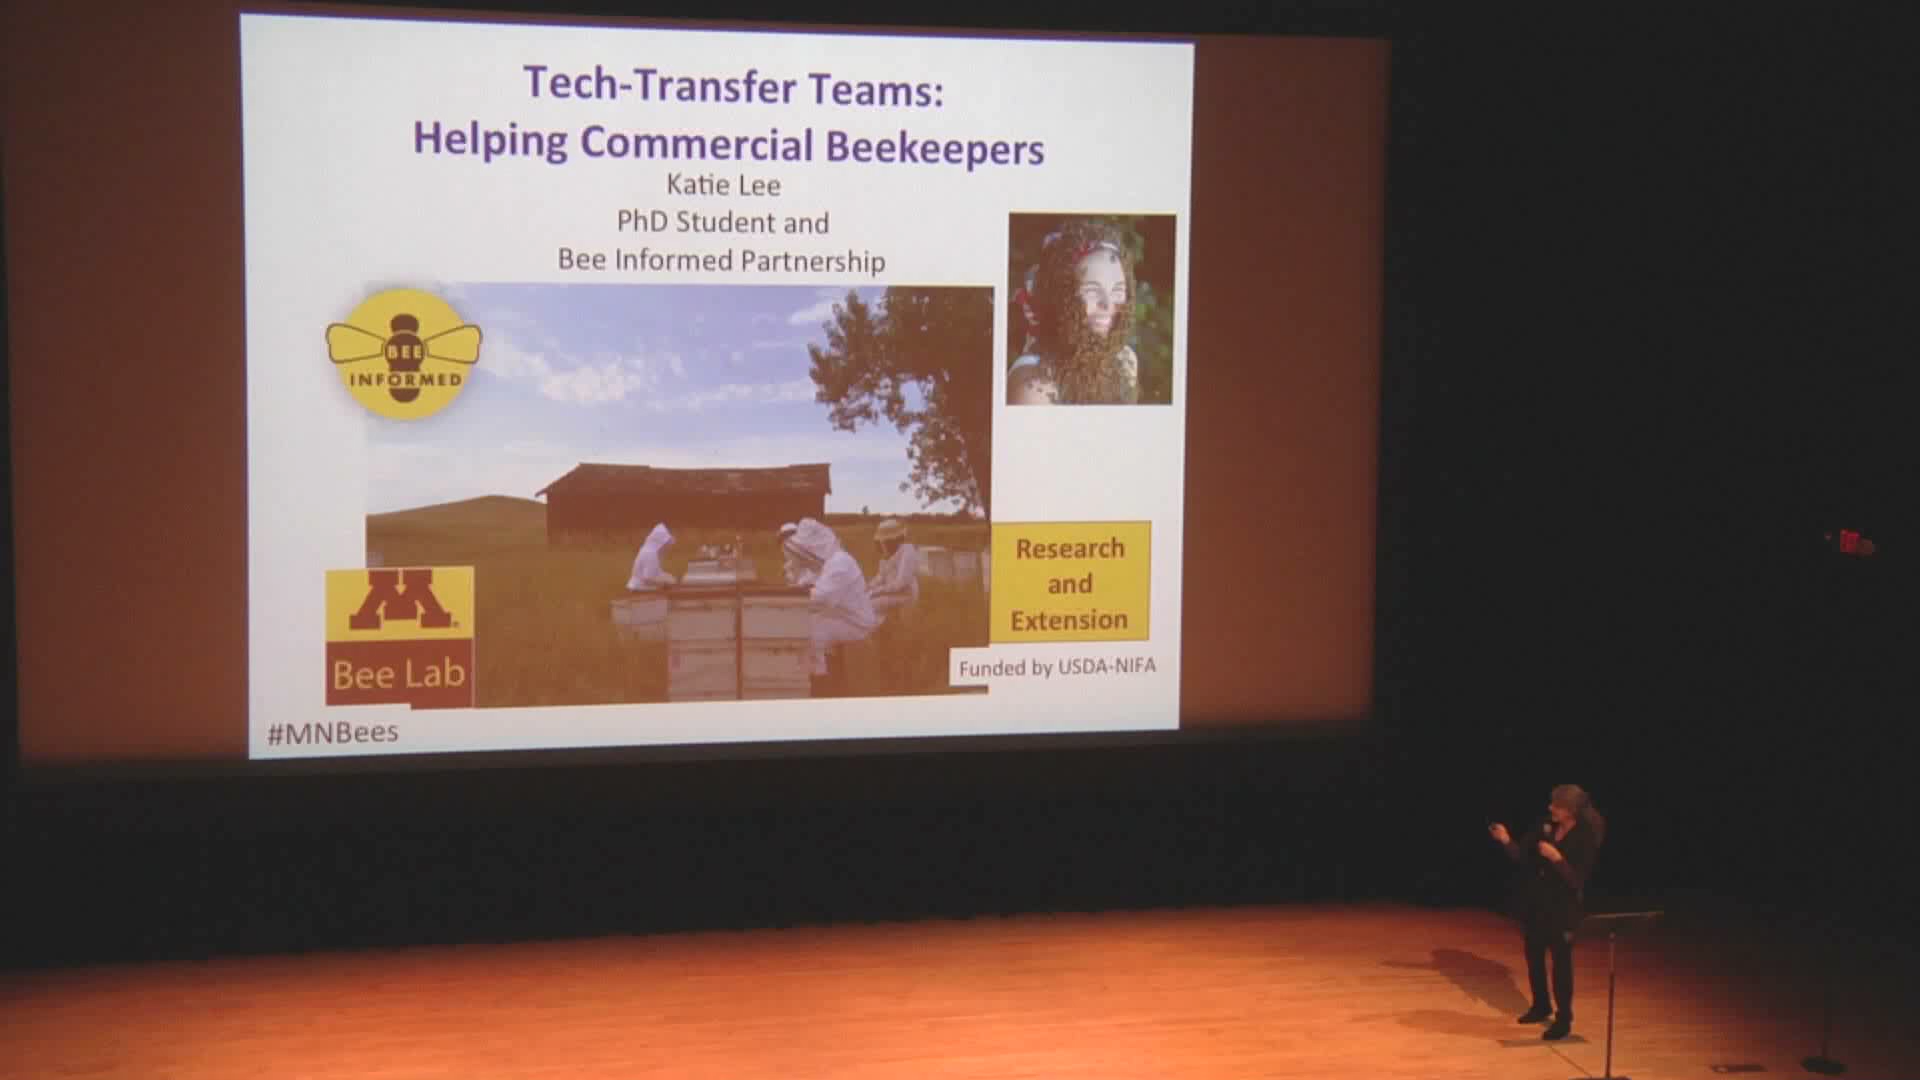 Tech-Transfer Teams:
Helping Commercial Beekeepers
Katie Lee
PhD Student and
Bee Informed Partnership
BEE
INFORMED
M
Bee Lab
Research
and
Extension
Funded by USDA-NIFA
#MNBees